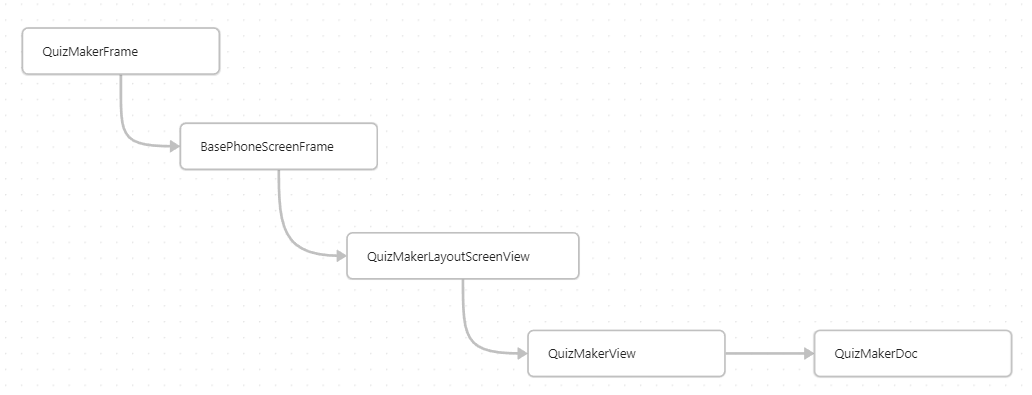 QuizMakerFrame
BasePhoneScreenFrame
QuizMakerLayoutScreenView
QuizMakerView
QuizMakerDoc